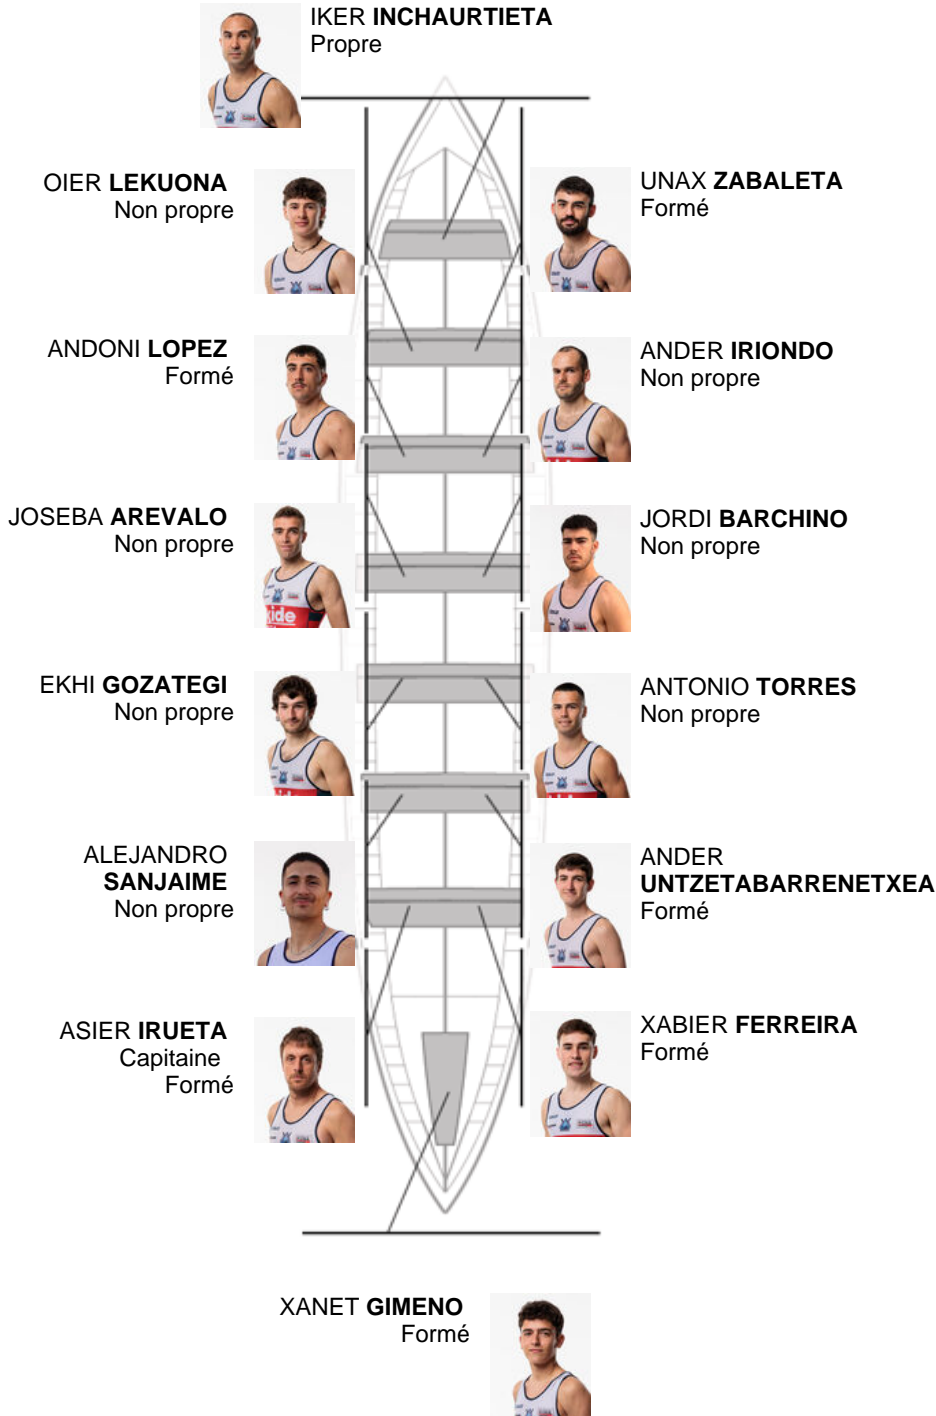 IKER INCHAURTIETA
Propre
OIER LEKUONA
Non propre
UNAX ZABALETA
Formé
ANDONI LOPEZ
Formé
ANDER IRIONDO
Non propre
JOSEBA AREVALO
Non propre
kide
JORDI BARCHINO
Non propre
EKHI GOZATEGI
Non propre
ANTONIO TORRES
Non propre
ALEJANDRO
SANJAIME
Non propre
ANDER
UNTZETABARRENETXEA
Formé
ASIER IRUETA
Capitaine
Formé
XABIER FERREIRA
Formé
XANET GIMENO
Formé